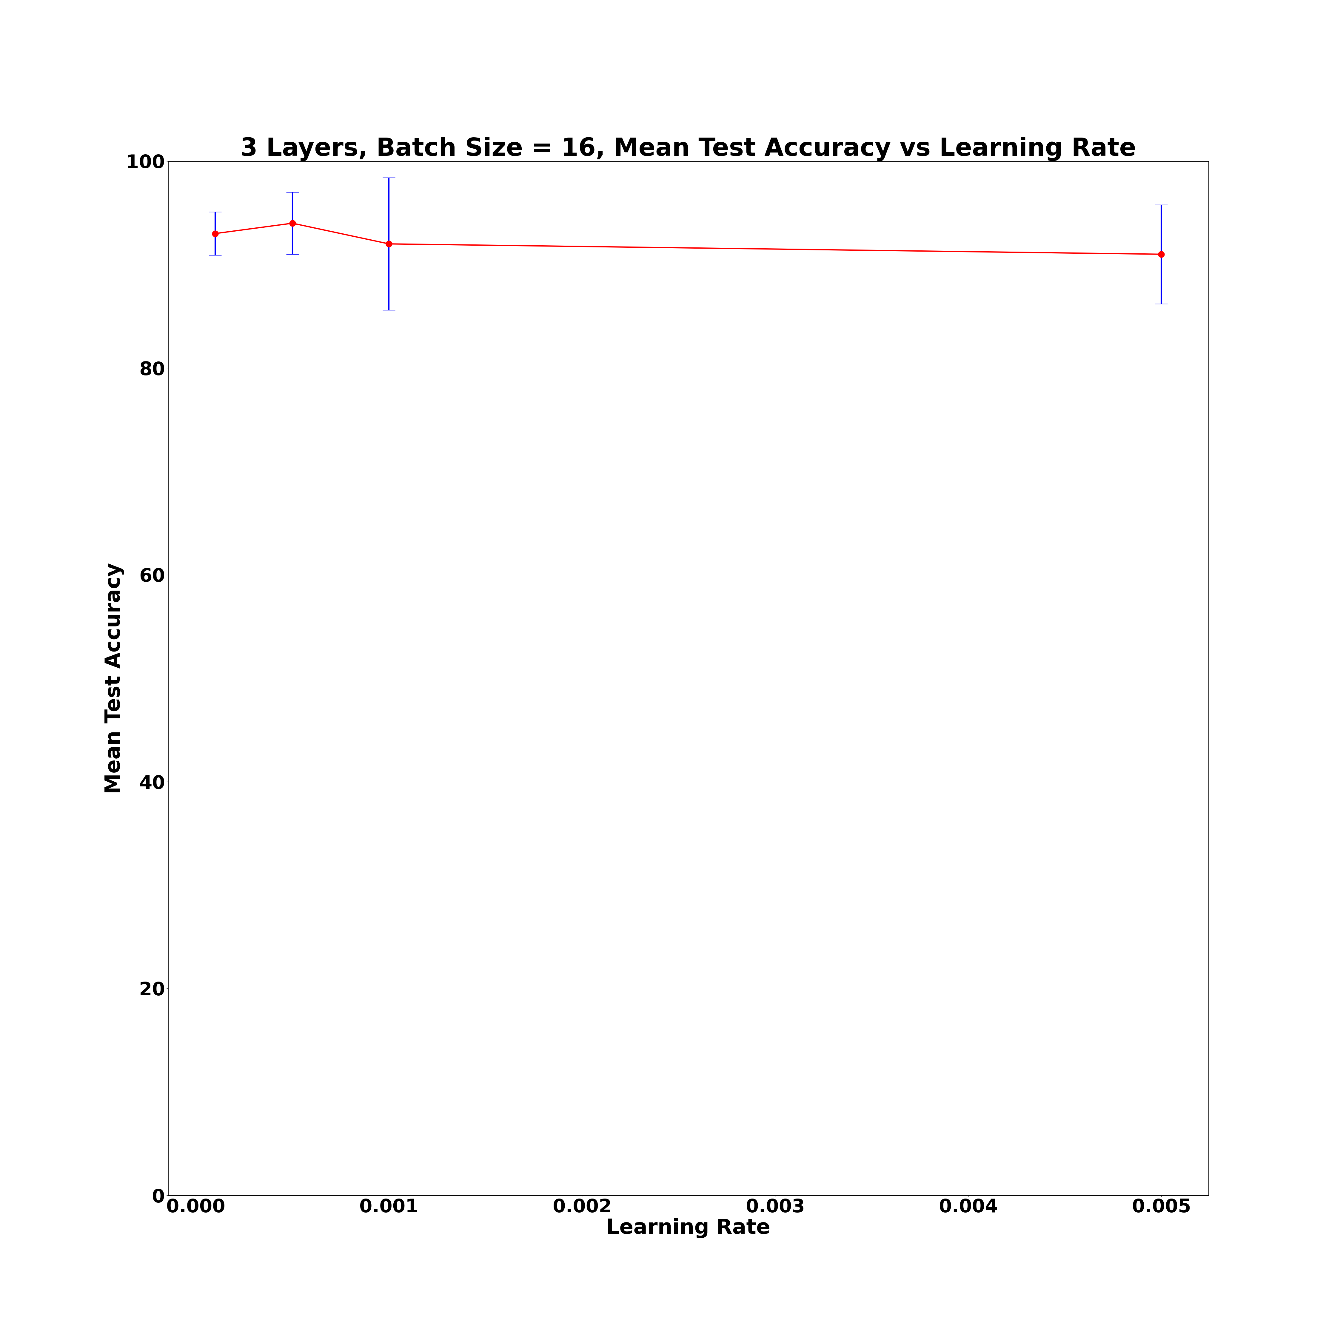 3 Layers, Batch Size = 16, Mean Test Accuracy vs Learning Rate
100
80
60
40
20
0
Mean Test Accuracy
0.000 0.001 0.002 0.003 0.004 0.005
Learning Rate